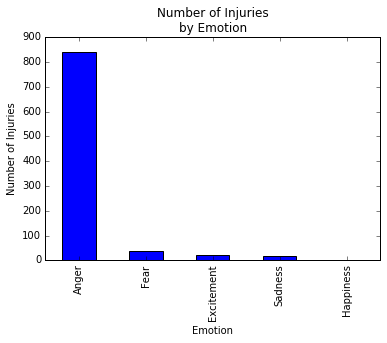 Number of Injuries
by Emotion
900
800
700
600
500
400
300
200
100
0
Number of Injuries
Anger
Fear
Excitement
Sadness
Happiness
Emotion